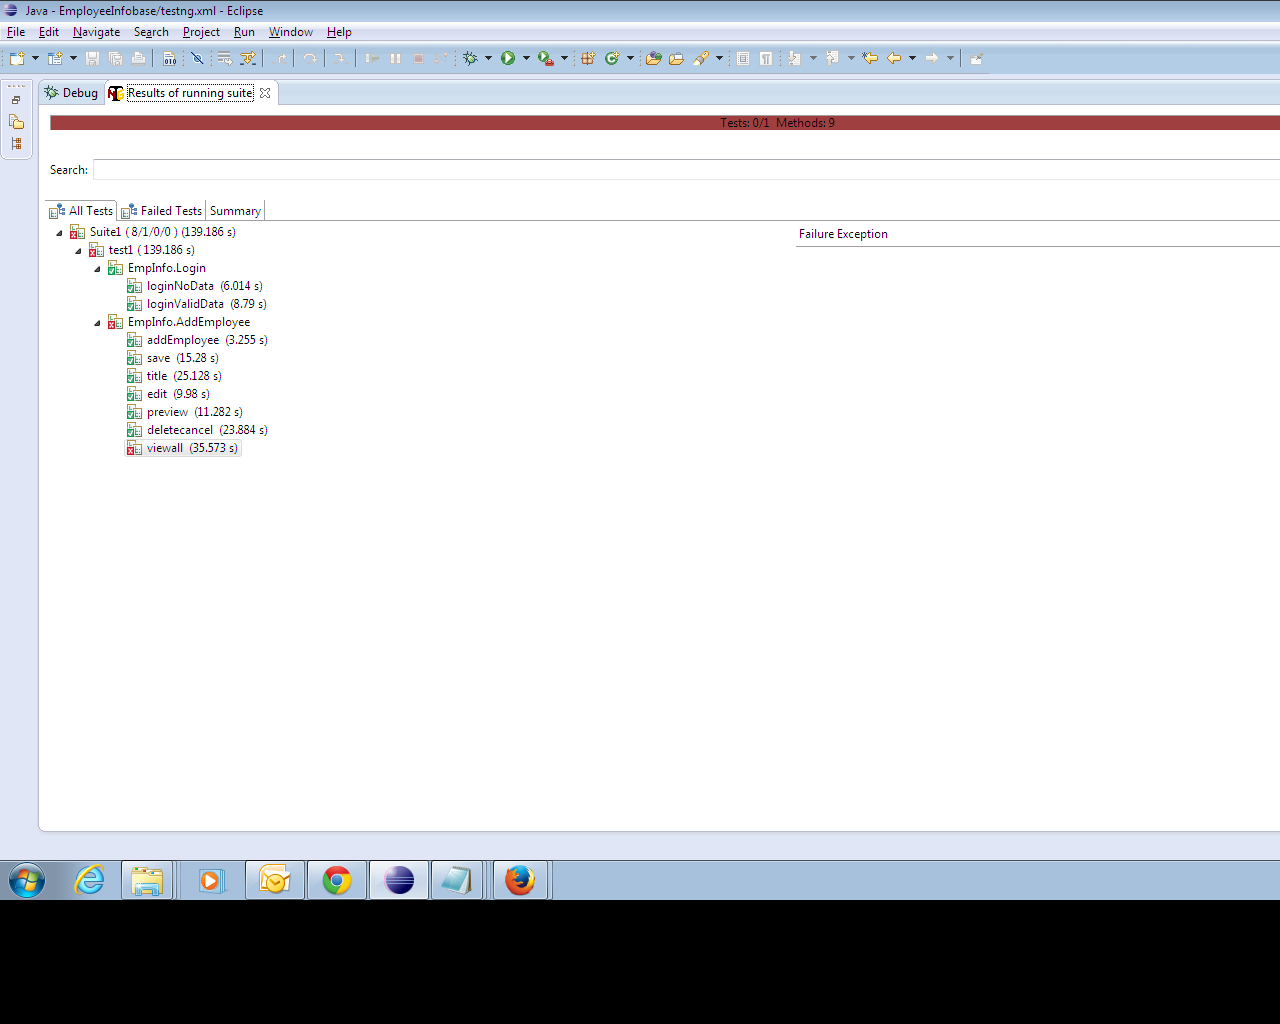 Java - EmployeeInfobase/testng.xml - Eclipse
File Edit Navigate Search Project Run Window Help
010
Debug Results of running suite
Tests: 0/1 Methods: 9
Search:
All Tests Failed Tests Summary
Suite1 ( 8/1/0/0 ) (139.186 s)
Failure Exception
test1 ( 139.186 s)
EmpInfo.Login
loginNoData (6.014 s)
loginValidData (8.79 s)
EmpInfo.AddEmployee
addEmployee (3.255 s)
save (15.28 s)
title (25.128 s)
edit (9.98 s)
preview (11.282 s)
deletecancel (23.884 s)
viewall (35.573 s)